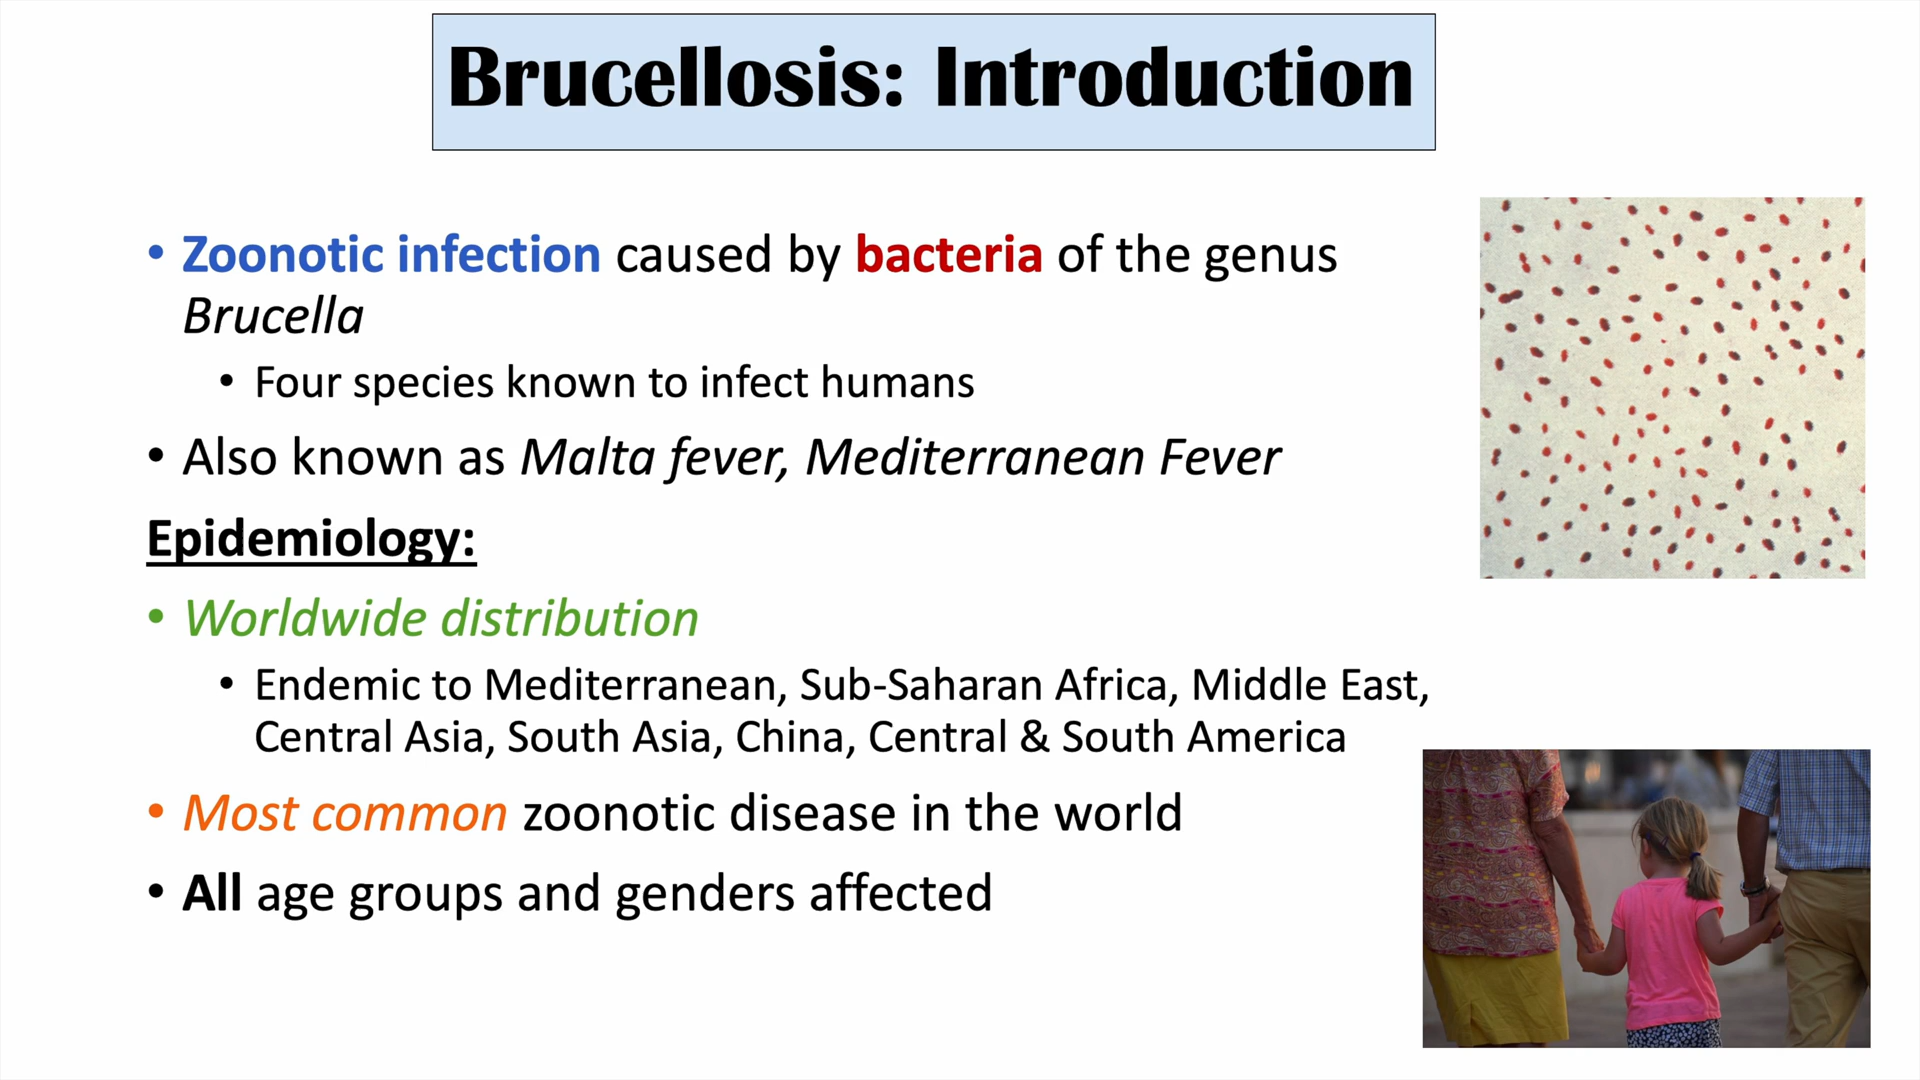 Brucellosis: Introduction
• Zoonotic infection caused by bacteria of the genus
Brucella
• Four species known to infect humans
• Also known as Malta fever, Mediterranean Fever
Epidemiology:
• Worldwide distribution
• Endemic to Mediterranean, Sub-Saharan Africa, Middle East,
Central Asia, South Asia, China, Central & South America
• Most common zoonotic disease in the world
• All age groups and genders affected